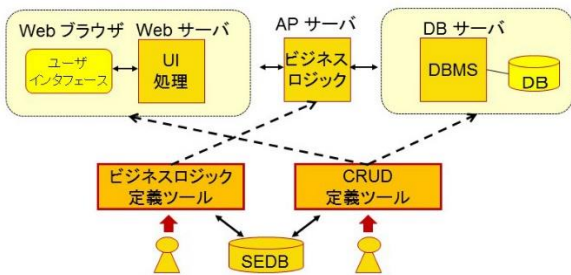 Web ブラウザ Web サーバ
AP サーバ
DB サーバ
ユーザ
インタフェース
UI
処理
ビジネス
ロジック
DBMS
DB
ビジネスロジック
定義ツール
CRUD
定義ツール
SEDB